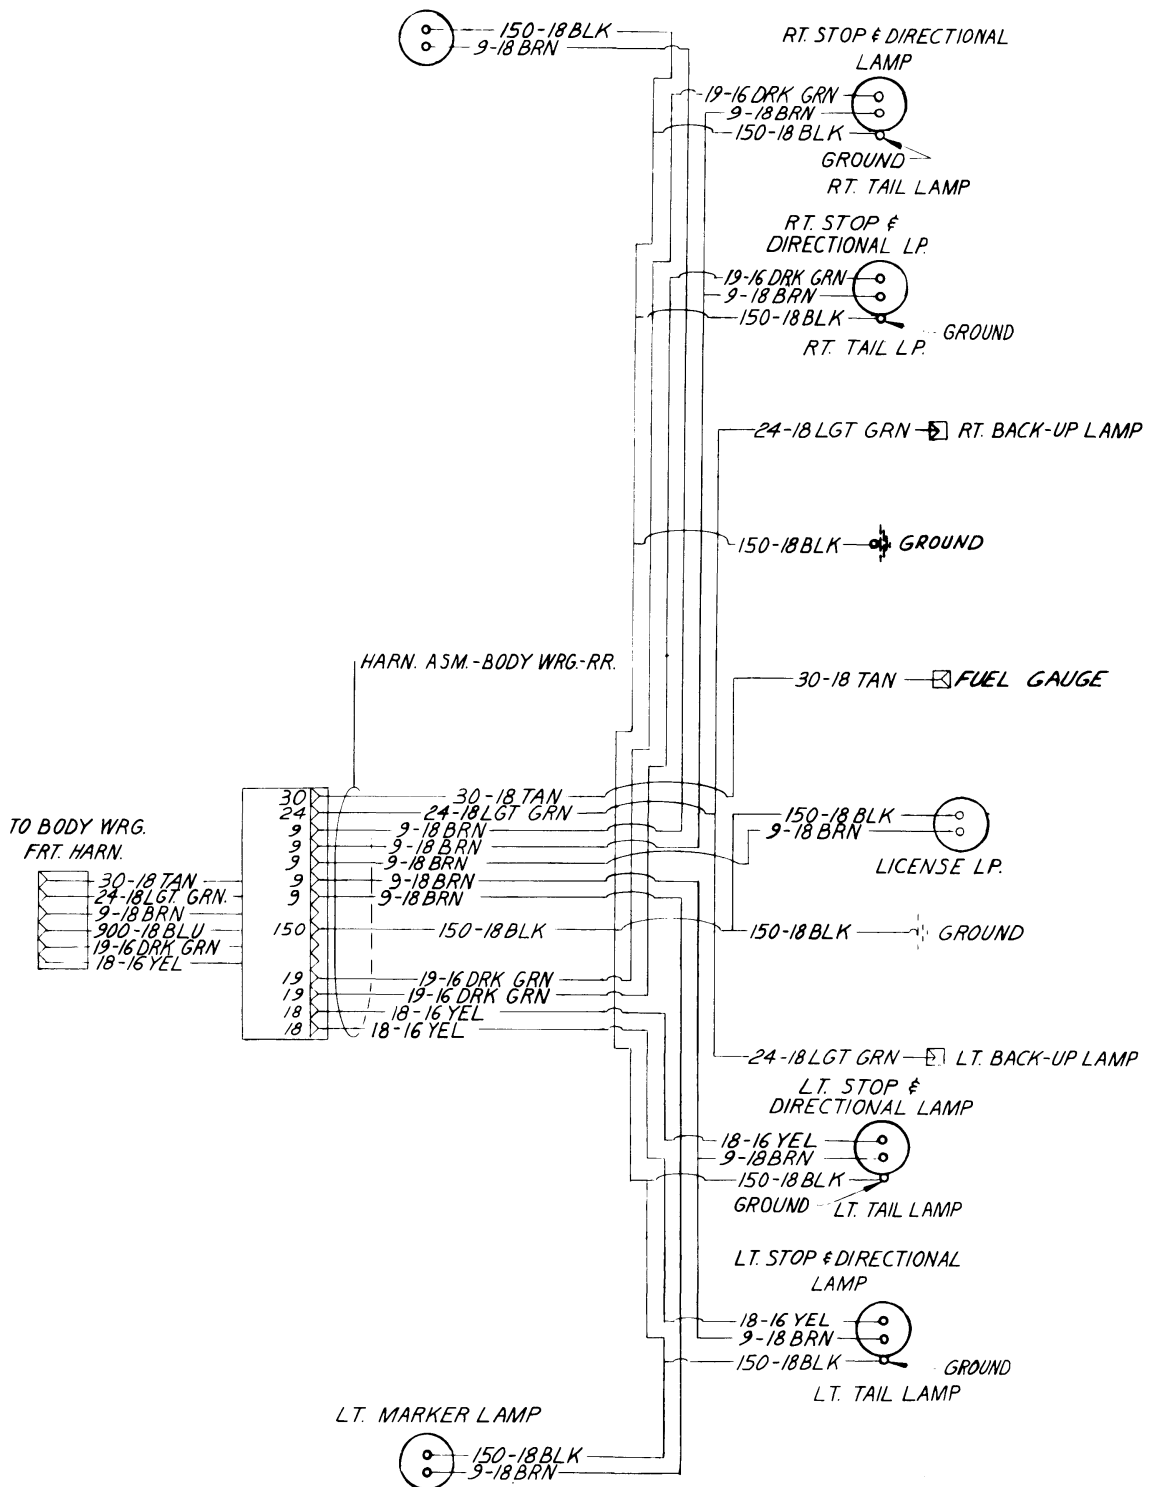 150-18 BLK
9-18 BRN
RT. STOP & DIRECTIONAL
LAMP
19-16 DRK GRN
9-18 BRN
150-18 BLK
GROUND
RT. TAIL LAMP
RT. STOP &
DIRECTIONAL LP.
19-16 DRK GRN
9-18 BRN
150-18 BLK
GROUND
RT. TAIL LP.
24-18 LGT GRN
RT. BACK-UP LAMP
150-18 BLK
GROUND
HARN. ASM.-BODY WRG.-RR.
30-18 TAN
FUEL GAUGE
30
30-18 TAN
24
24-18 LGT GRN
9
9-18 BRN
9
9-18 BRN
9
9-18 BRN
9
9-18 BRN
9
9-18 BRN
150
150-18 BLK
19
19-16 DRK GRN
19
19-16 DRK GRN
18
18-16 YEL
18
18-16 YEL
TO BODY WRG.
FRT. HARN.
30-18 TAN
24-18 LGT. GRN.
9-18 BRN
900-18 BLU
19-16 DRK GRN
18-16 YEL
150-18 BLK
9-18 BRN
LICENSE LP.
150-18 BLK
GROUND
24-18 LGT GRN
LT. BACK-UP LAMP
LT. STOP &
DIRECTIONAL LAMP
18-16 YEL
9-18 BRN
150-18 BLK
GROUND
LT. TAIL LAMP
LT. STOP & DIRECTIONAL
LAMP
18-16 YEL
9-18 BRN
150-18 BLK
GROUND
LT. TAIL LAMP
LT. MARKER LAMP
150-18 BLK
9-18 BRN